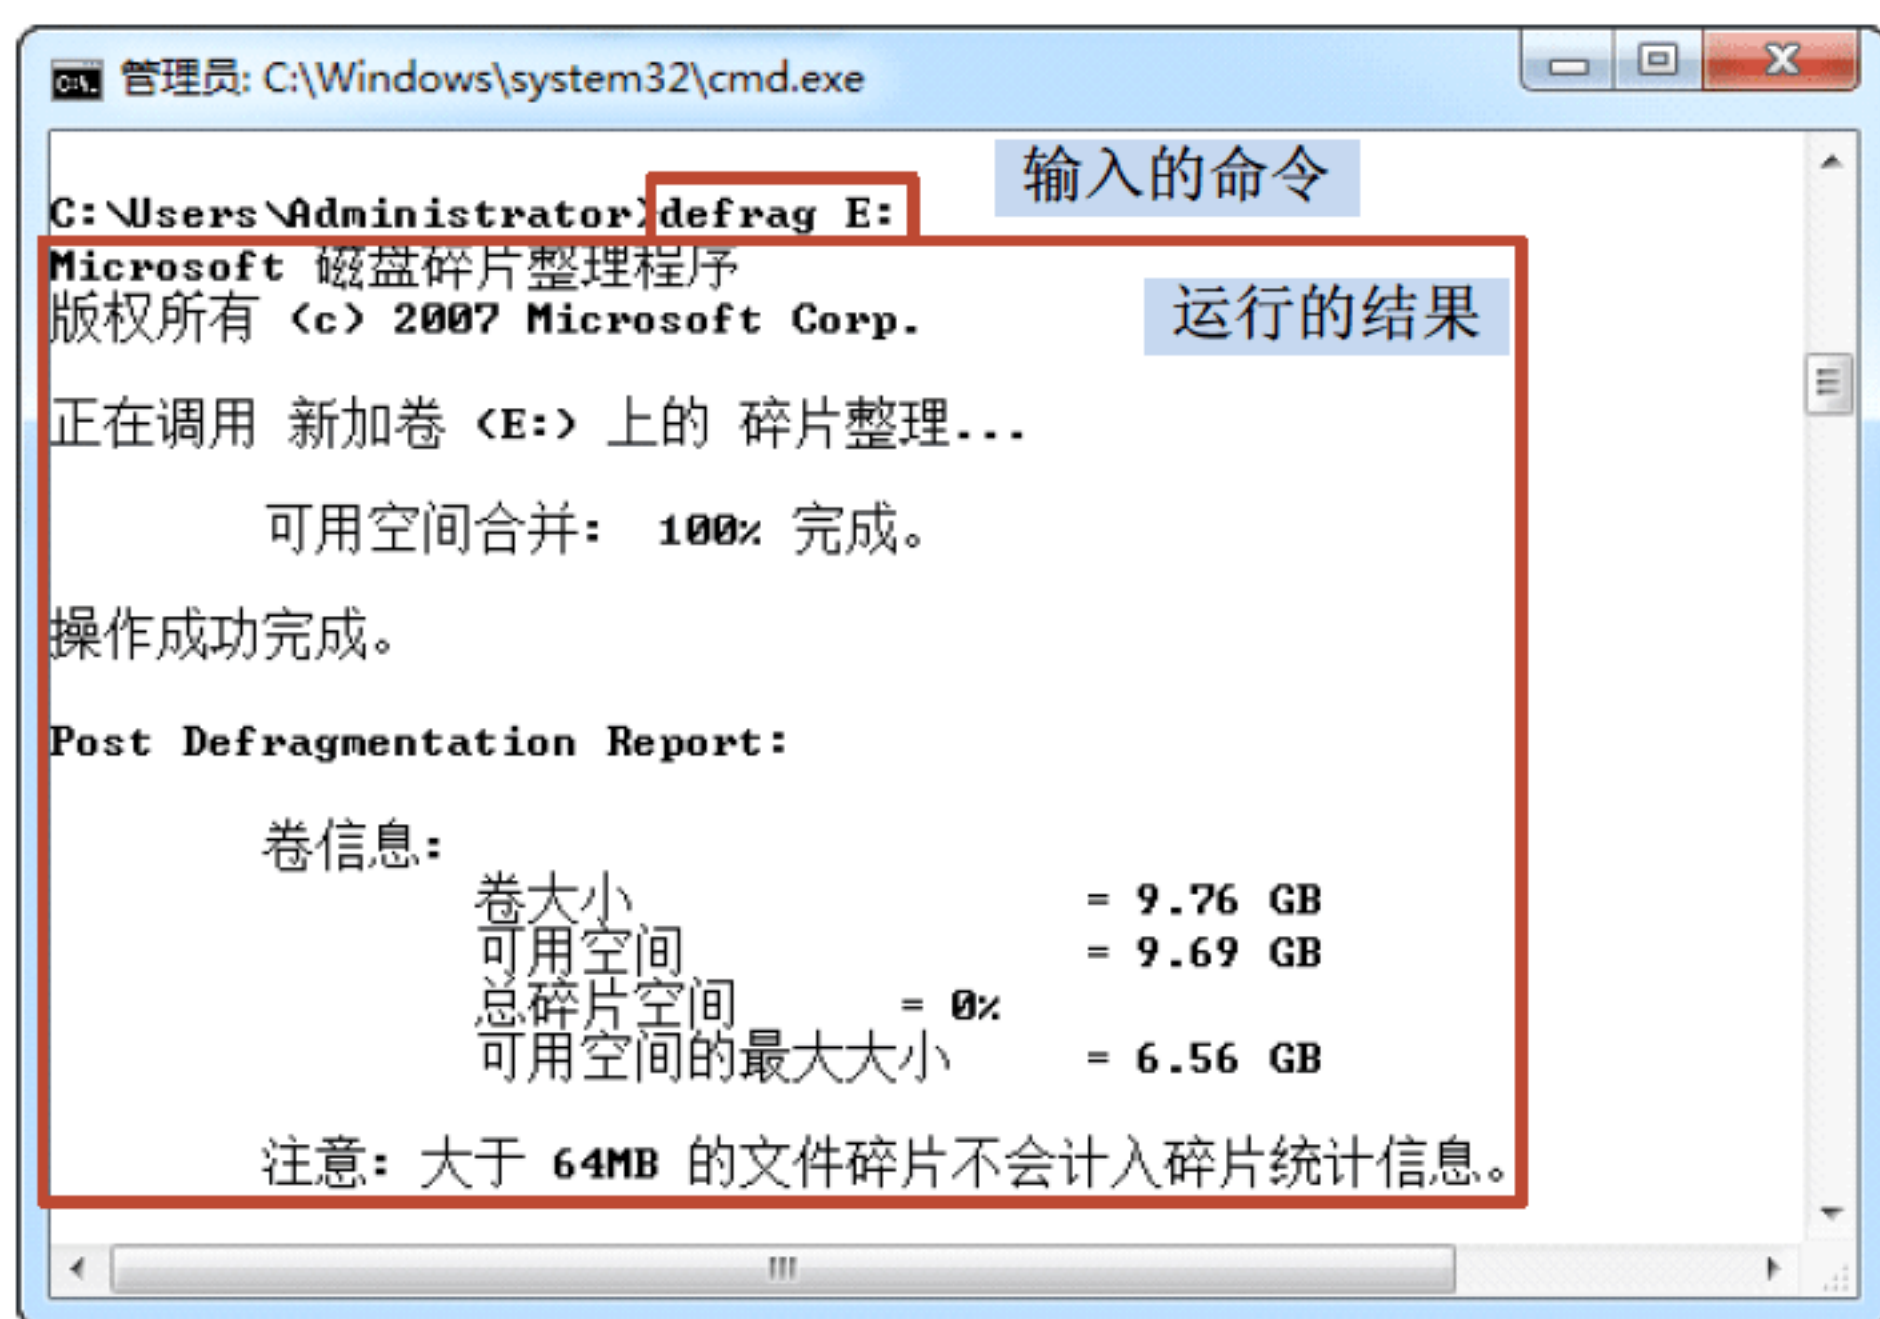 管理员: C:\Windows\system32\cmd.exe
输入的命令
C:\Users\Administrator>defrag E:
Microsoft 磁盘碎片整理程序
版权所有 (c) 2007 Microsoft Corp.
运行的结果
正在调用 新加卷 (E:) 上的 碎片整理...
可用空间合并: 100% 完成。
操作成功完成。
Post Defragmentation Report:
卷信息:
卷大小 = 9.76 GB
可用空间 = 9.69 GB
总碎片空间 = 0%
可用空间的最大大小 = 6.56 GB
注意: 大于 64MB 的文件碎片不会计入碎片统计信息。